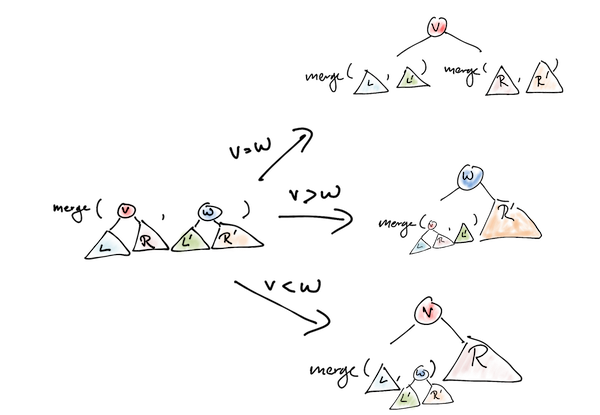 V
merge( L, L' ) merge( R, R' )
V=W
W
merge( V L R, W L' R' )
V>W
merge( V L R, L' ) R'
V<W
V
R
merge( L, W L' R' )